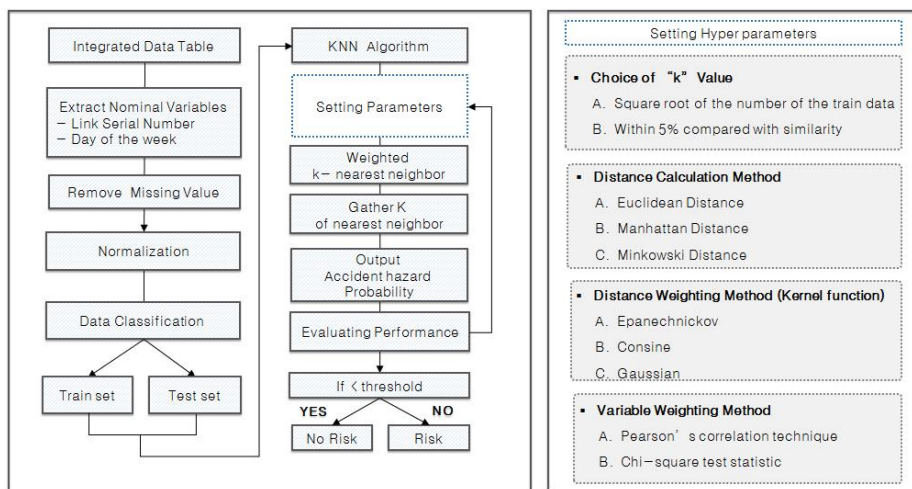 Integrated Data Table
Extract Nominal Variables
– Link Serial Number
– Day of the week
Remove Missing Value
Normalization
Data Classification
Train set
Test set
KNN Algorithm
Setting Parameters
Weighted
k– nearest neighbor
Gather K
of nearest neighbor
Output
Accident hazard
Probability
Evaluating Performance
If < threshold
YES
NO
No Risk
Risk
Setting Hyper parameters
▪ Choice of “k” Value
A. Square root of the number of the train data
B. Within 5% compared with similarity
▪ Distance Calculation Method
A. Euclidean Distance
B. Manhattan Distance
C. Minkowski Distance
▪ Distance Weighting Method (Kernel function)
A. Epanechnickov
B. Consine
C. Gaussian
▪ Variable Weighting Method
A. Pearson’s correlation technique
B. Chi–square test statistic